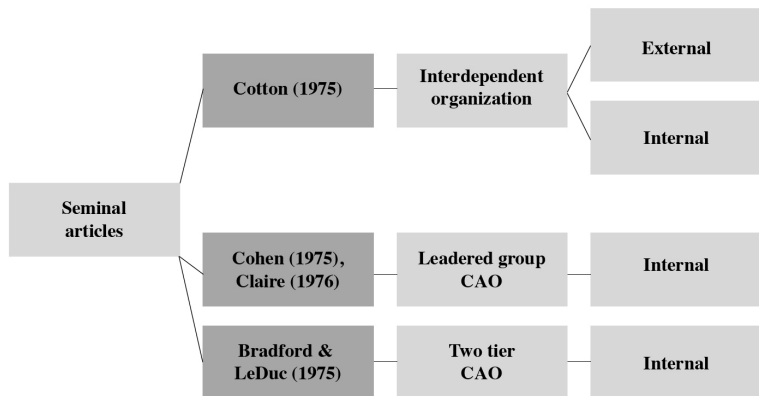 Seminal
articles
Cotton (1975)
Interdependent
organization
External
Internal
Cohen (1975),
Claire (1976)
Leadered group
CAO
Internal
Bradford &
LeDuc (1975)
Two tier
CAO
Internal